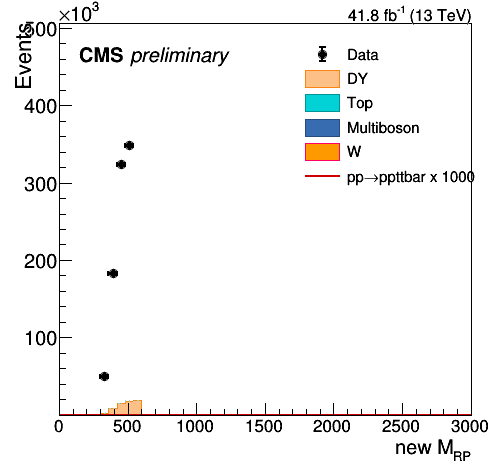 ×10³
41.8 fb⁻¹ (13 TeV)
Events
CMS preliminary
Data
DY
Top
Multiboson
W
pp→ppttbar x 1000
500
400
300
200
100
0 500 1000 1500 2000 2500 3000
new M_RP